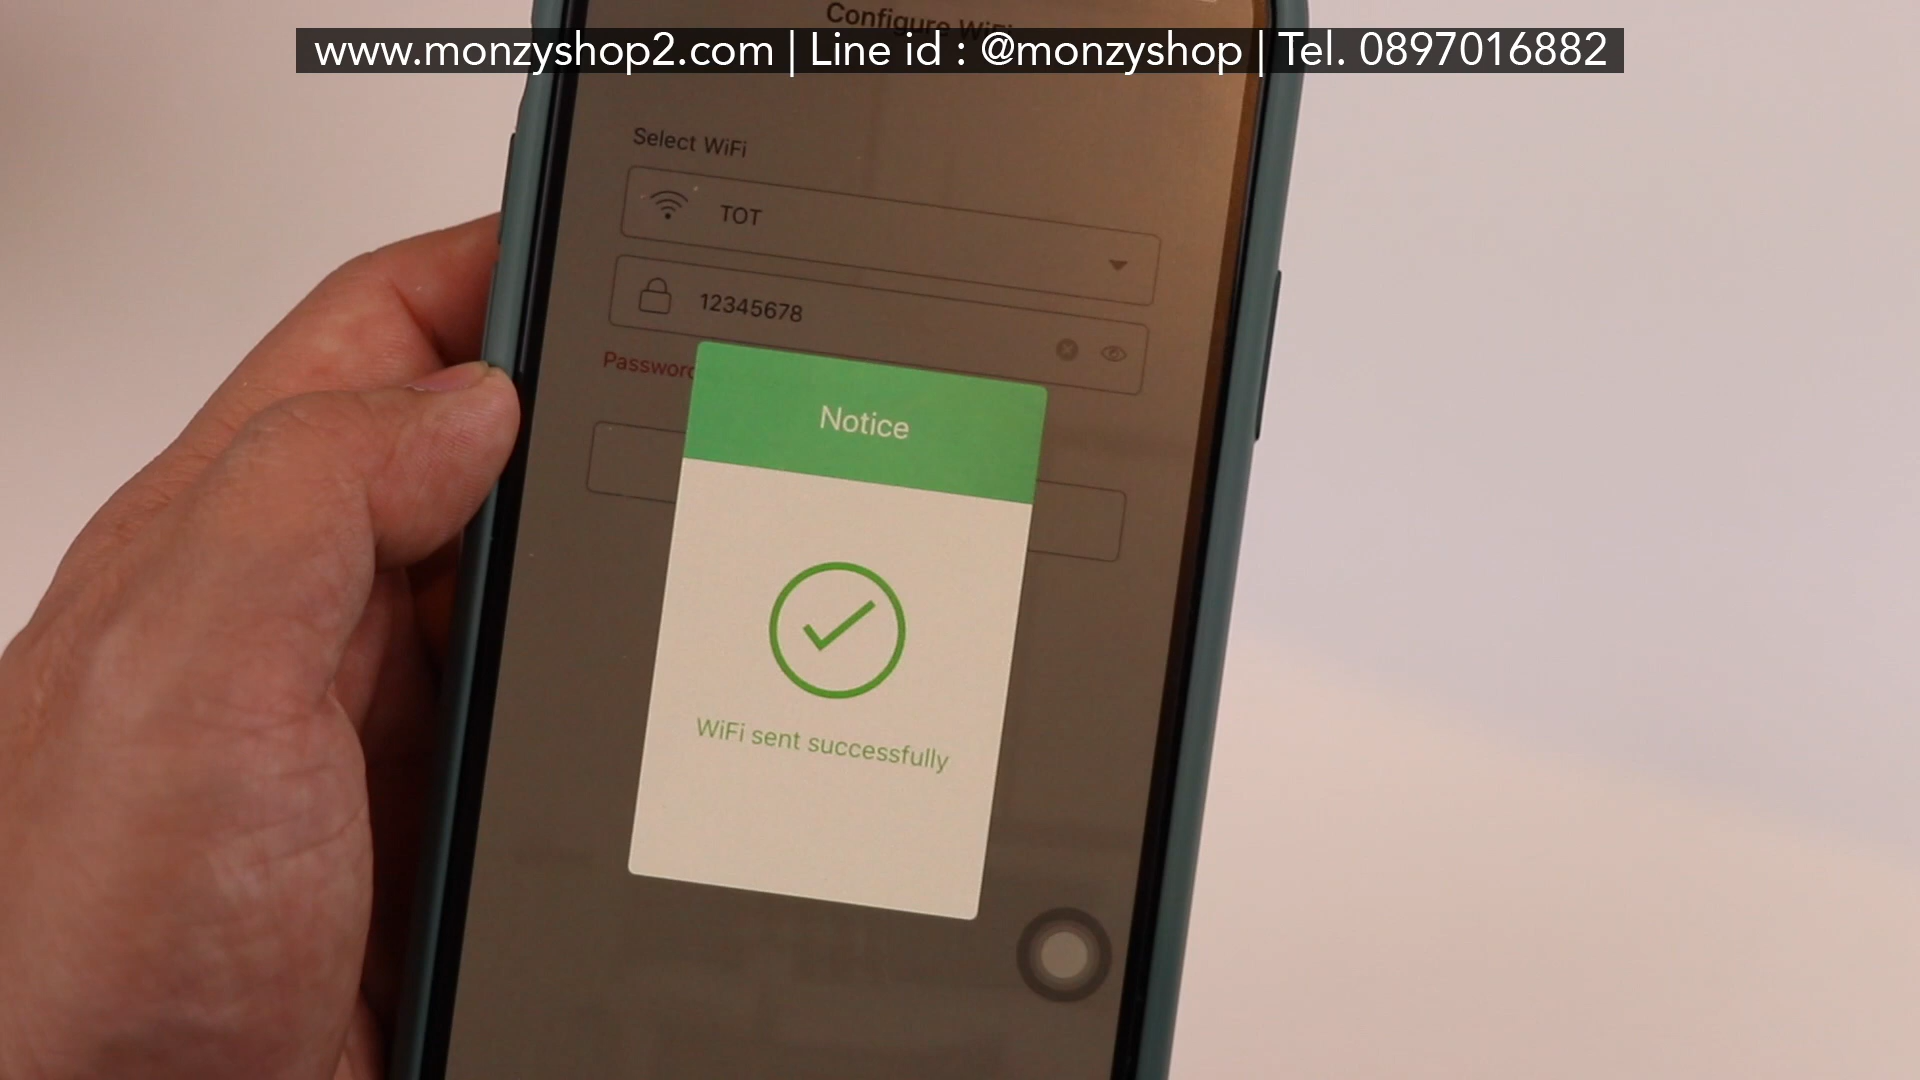 Configure WiFi
www.monzyshop2.com | Line id : @monzyshop | Tel. 0897016882
Select WiFi
TOT
12345678
Password
Notice
WiFi sent successfully